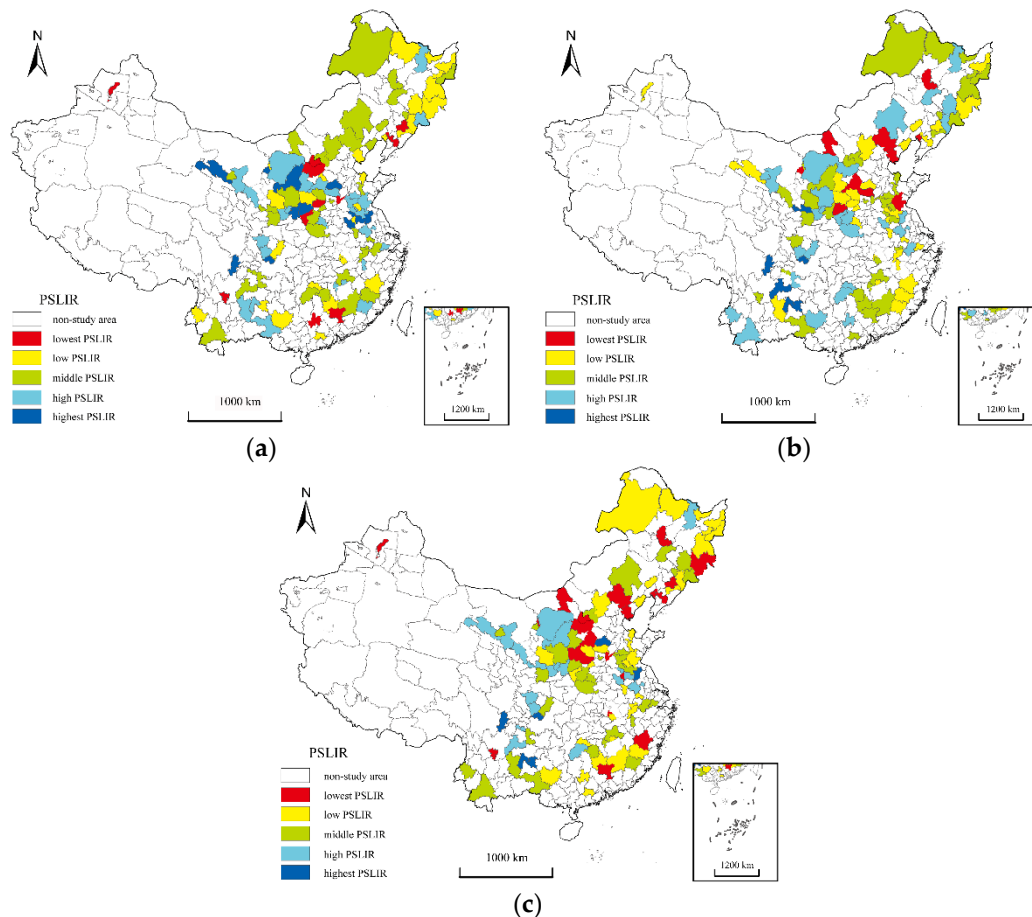 N
PSLIR
non-study area
lowest PSLIR
low PSLIR
middle PSLIR
high PSLIR
highest PSLIR
1000 km
1200 km
(a)
N
PSLIR
non-study area
lowest PSLIR
low PSLIR
middle PSLIR
high PSLIR
highest PSLIR
1000 km
1200 km
(b)
N
PSLIR
non-study area
lowest PSLIR
low PSLIR
middle PSLIR
high PSLIR
highest PSLIR
1000 km
1200 km
(c)